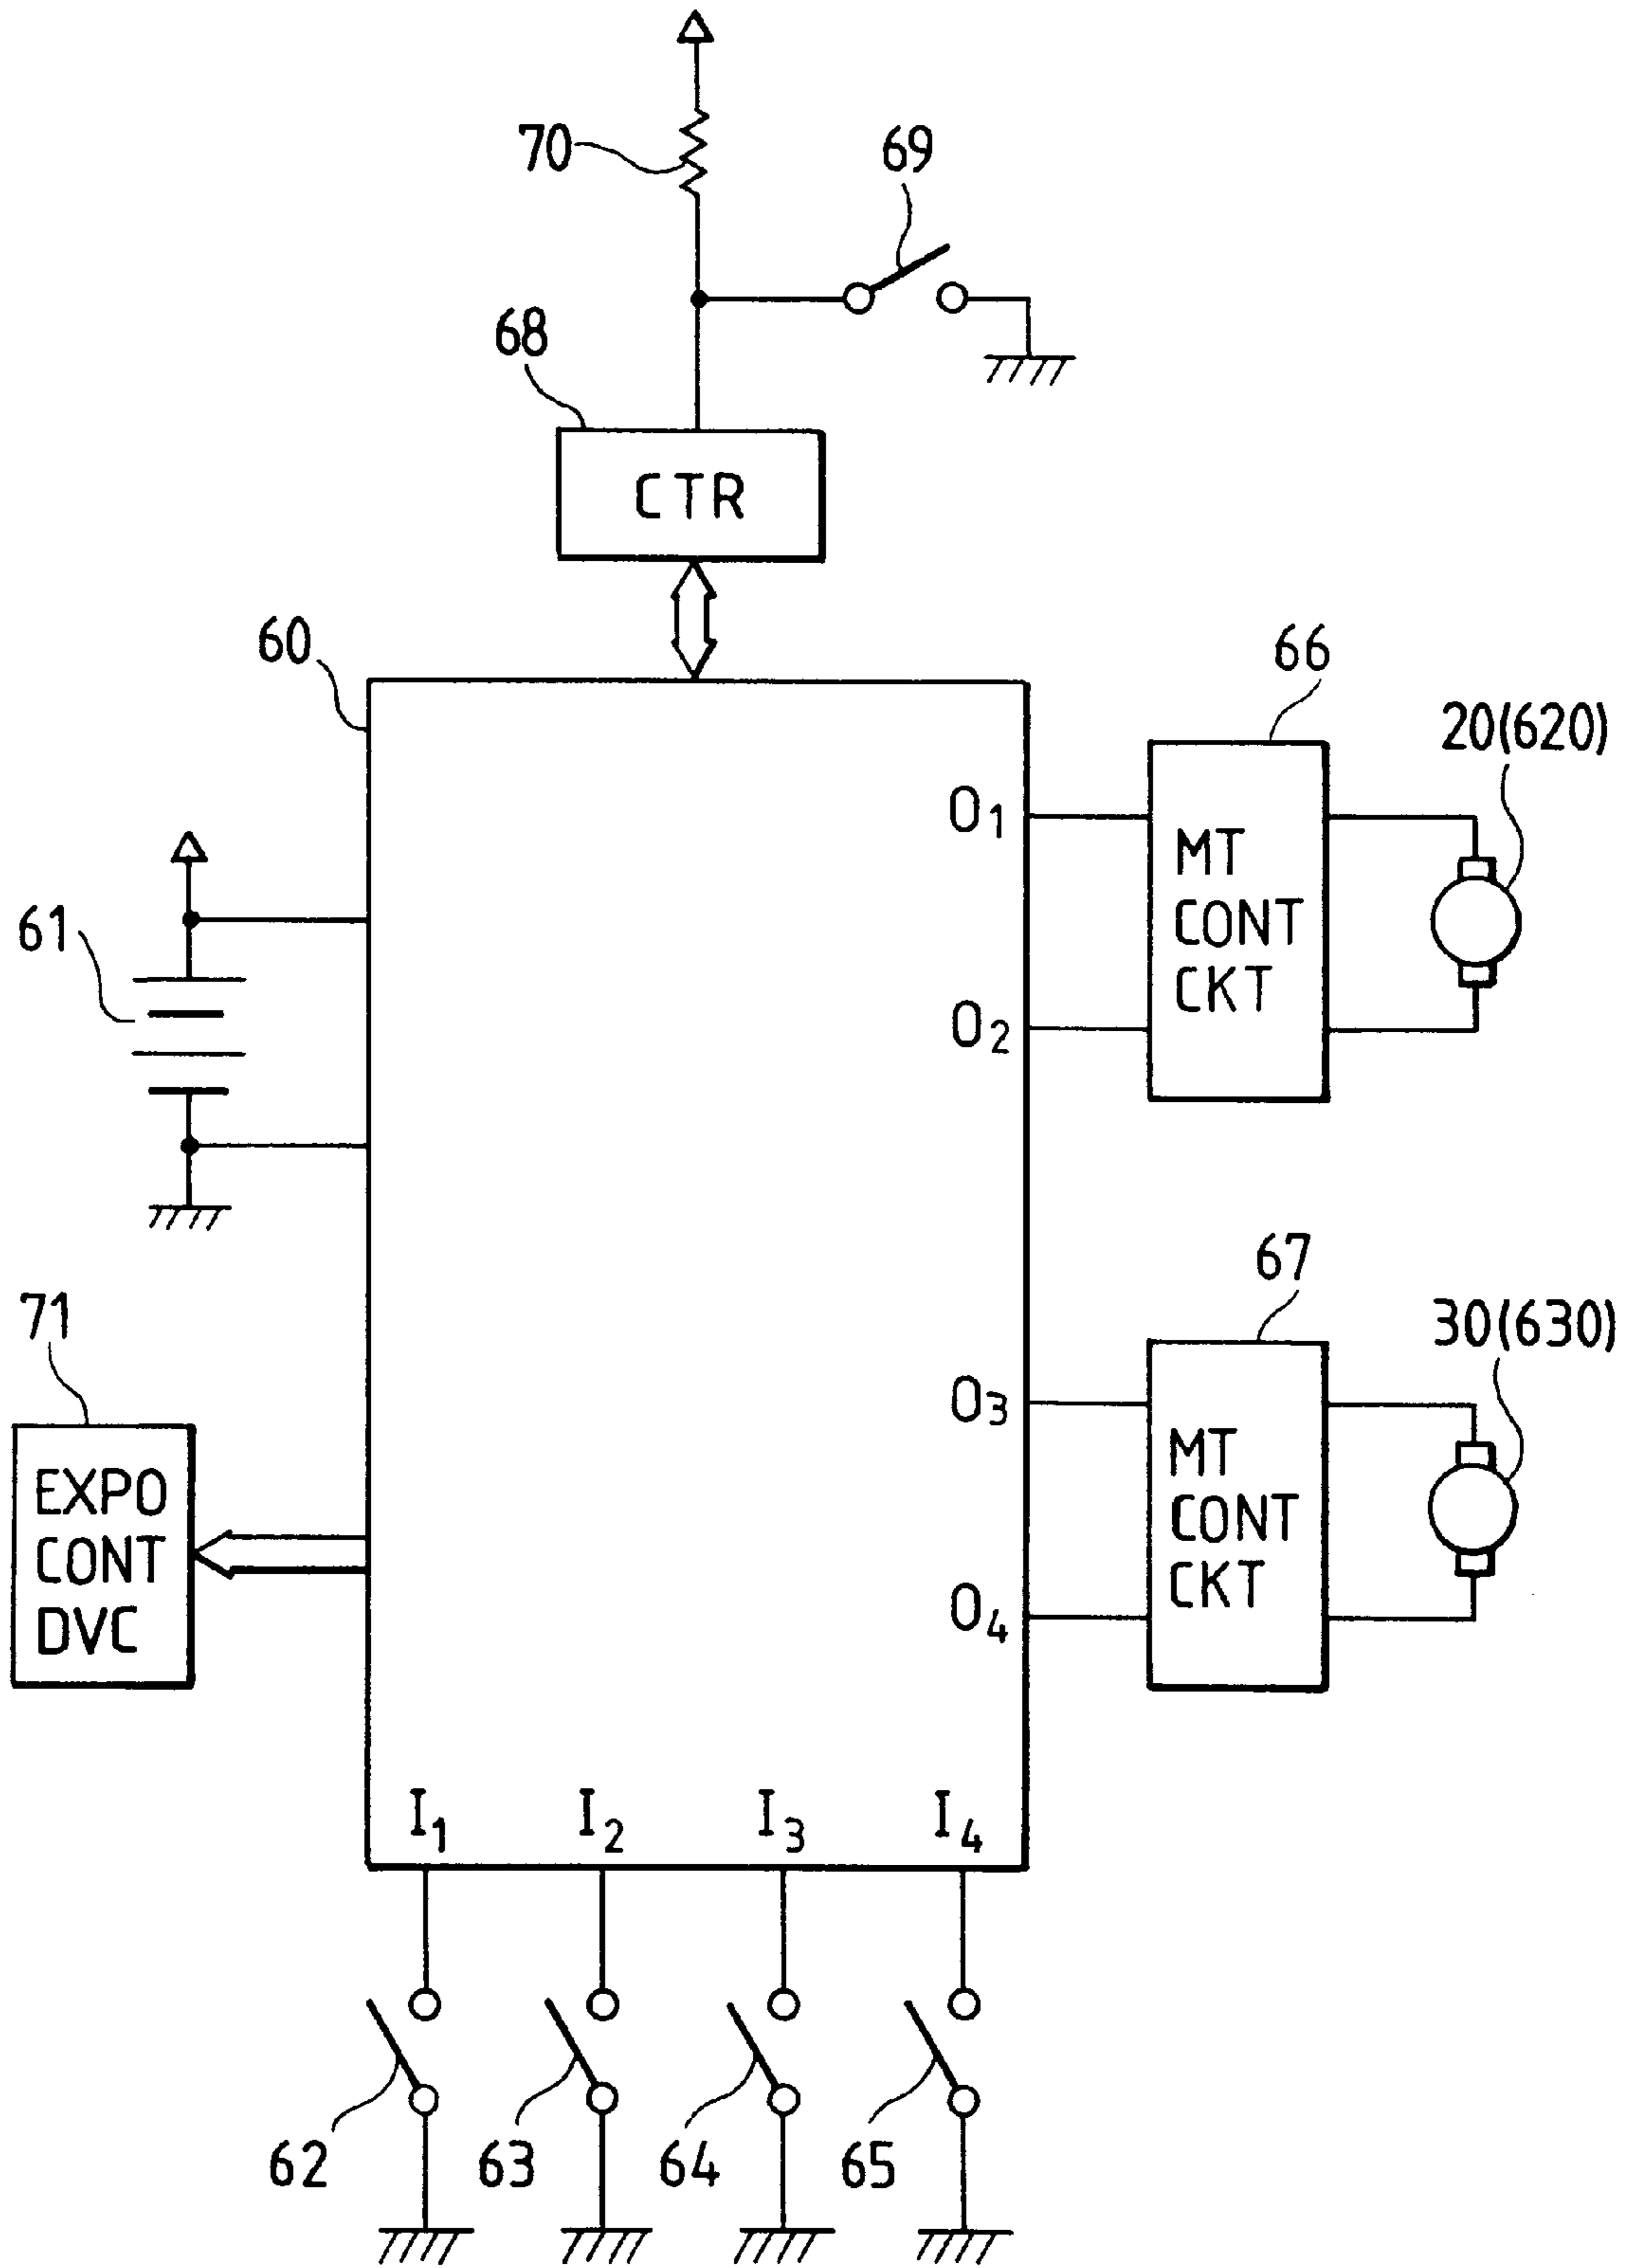 70
69
68
CTR
60
66
20(620)
O1
MT
CONT
CKT
61
O2
67
71
30(630)
O3
MT
CONT
CKT
EXPO
CONT
DVC
O4
I1 I2 I3 I4
62 63 64 65